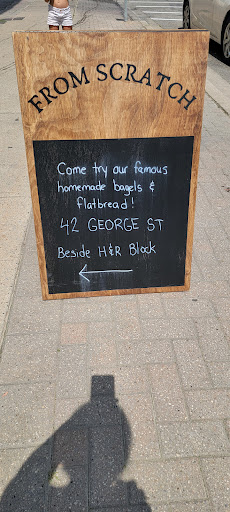 FROM SCRATCH
Come try our famous
homemade bagels &
flatbread!
42 GEORGE ST
Beside H&R Block